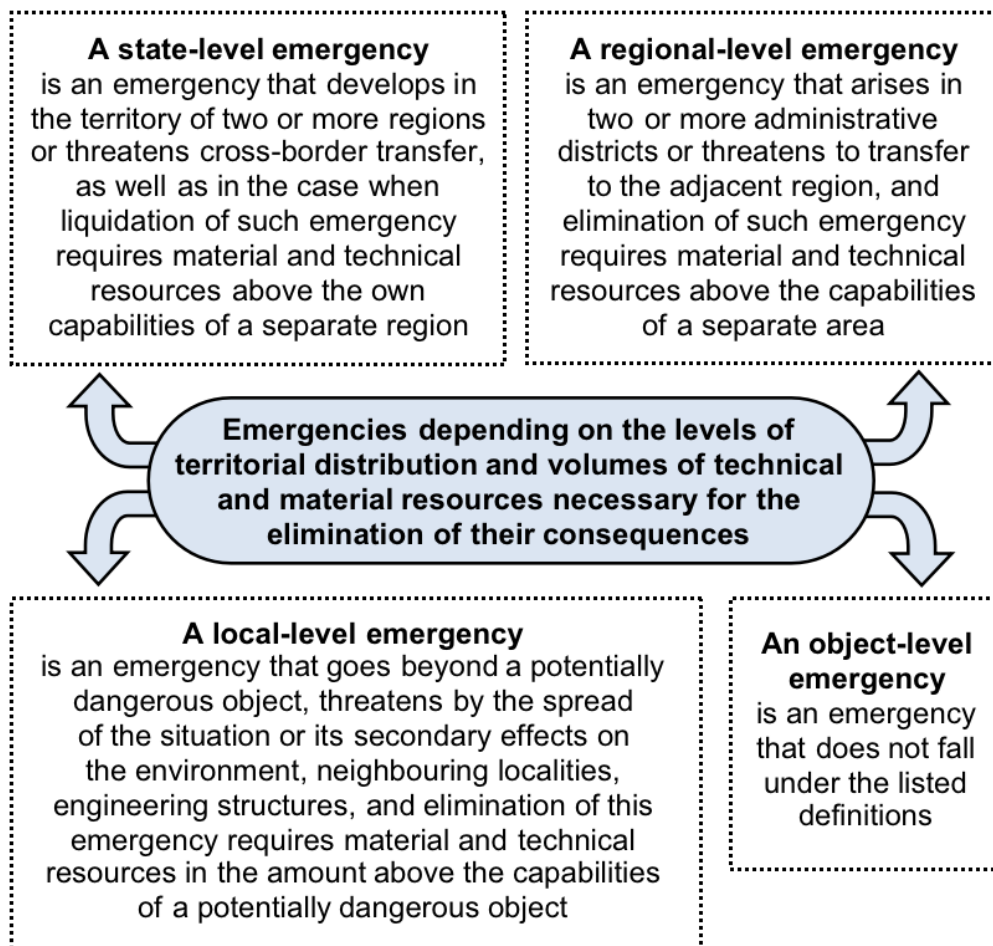 A state-level emergency
is an emergency that develops in
the territory of two or more regions
or threatens cross-border transfer,
as well as in the case when
liquidation of such emergency
requires material and technical
resources above the own
capabilities of a separate region
A regional-level emergency
is an emergency that arises in
two or more administrative
districts or threatens to transfer
to the adjacent region, and
elimination of such emergency
requires material and technical
resources above the capabilities
of a separate area
Emergencies depending on the levels of
territorial distribution and volumes of technical
and material resources necessary for the
elimination of their consequences
A local-level emergency
is an emergency that goes beyond a potentially
dangerous object, threatens by the spread
of the situation or its secondary effects on
the environment, neighbouring localities,
engineering structures, and elimination of this
emergency requires material and technical
resources in the amount above the capabilities
of a potentially dangerous object
An object-level
emergency
is an emergency
that does not fall
under the listed
definitions